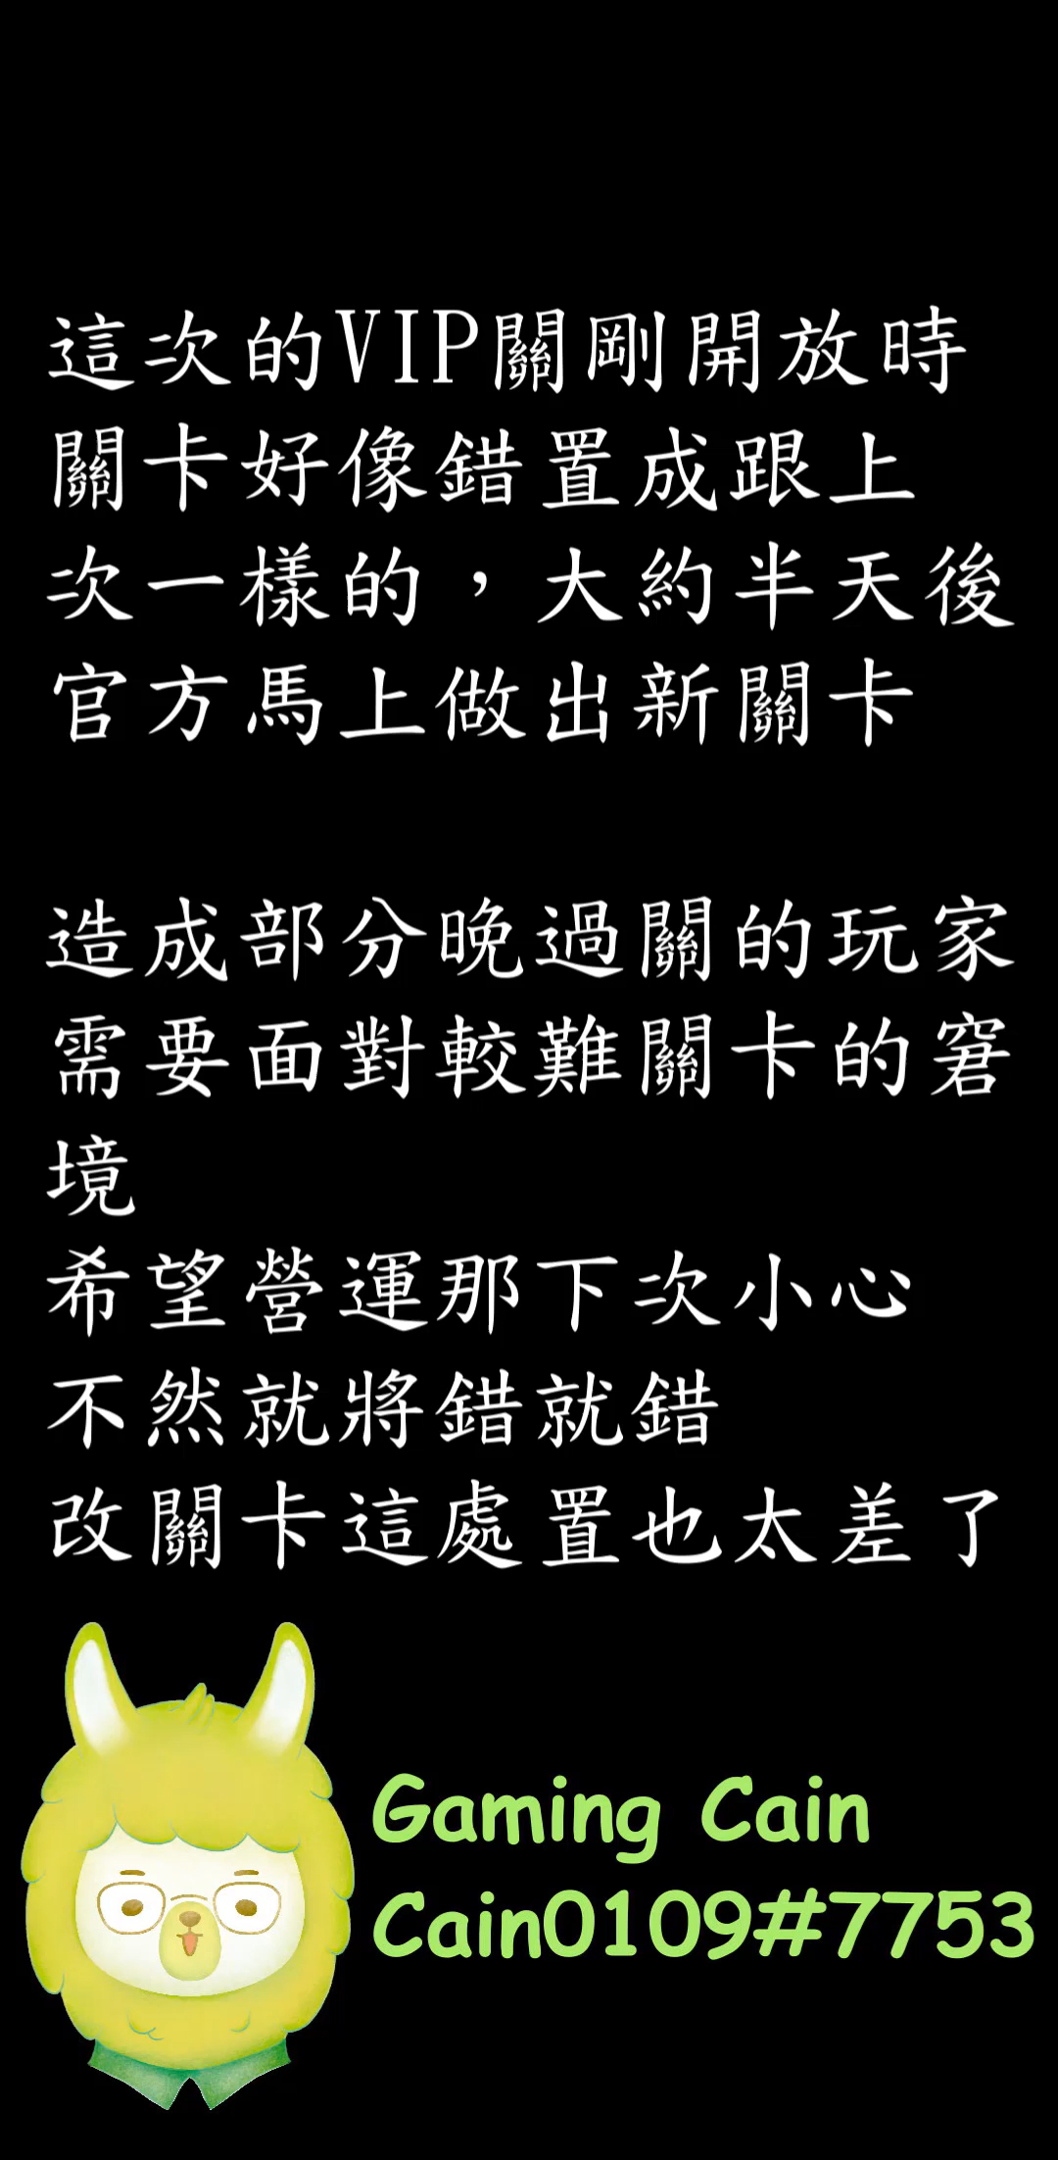 這次的VIP關剛開放時
關卡好像錯置成跟上
次一樣的，大約半天後
官方馬上做出新關卡
造成部分晚過關的玩家
需要面對較難關卡的窘
境
希望營運那下次小心
不然就將錯就錯
改關卡這處置也太差了
Gaming Cain
Cain0109#7753